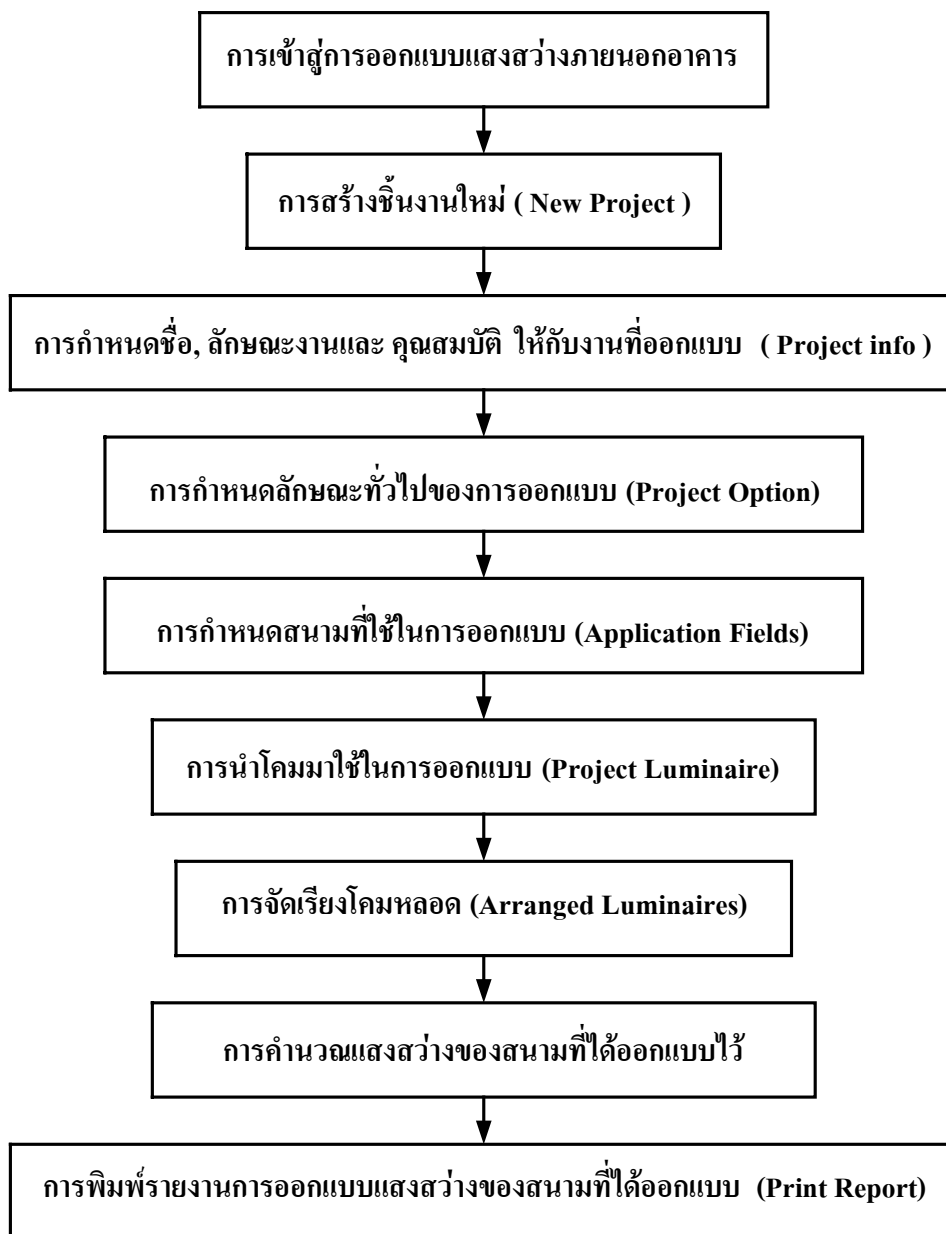 การเข้าสู่การออกแบบแสงสว่างภายนอกอาคาร
การสร้างชิ้นงานใหม่ ( New Project )
การกำหนดชื่อ, ลักษณะงานและ คุณสมบัติ ให้กับงานที่ออกแบบ ( Project info )
การกำหนดลักษณะทั่วไปของการออกแบบ (Project Option)
การกำหนดสนามที่ใช้ในการออกแบบ (Application Fields)
การนำโคมมาใช้ในการออกแบบ (Project Luminaire)
การจัดเรียงโคมหลอด (Arranged Luminaires)
การคำนวณแสงสว่างของสนามที่ได้ออกแบบไว้
การพิมพ์รายงานการออกแบบแสงสว่างของสนามที่ได้ออกแบบ (Print Report)